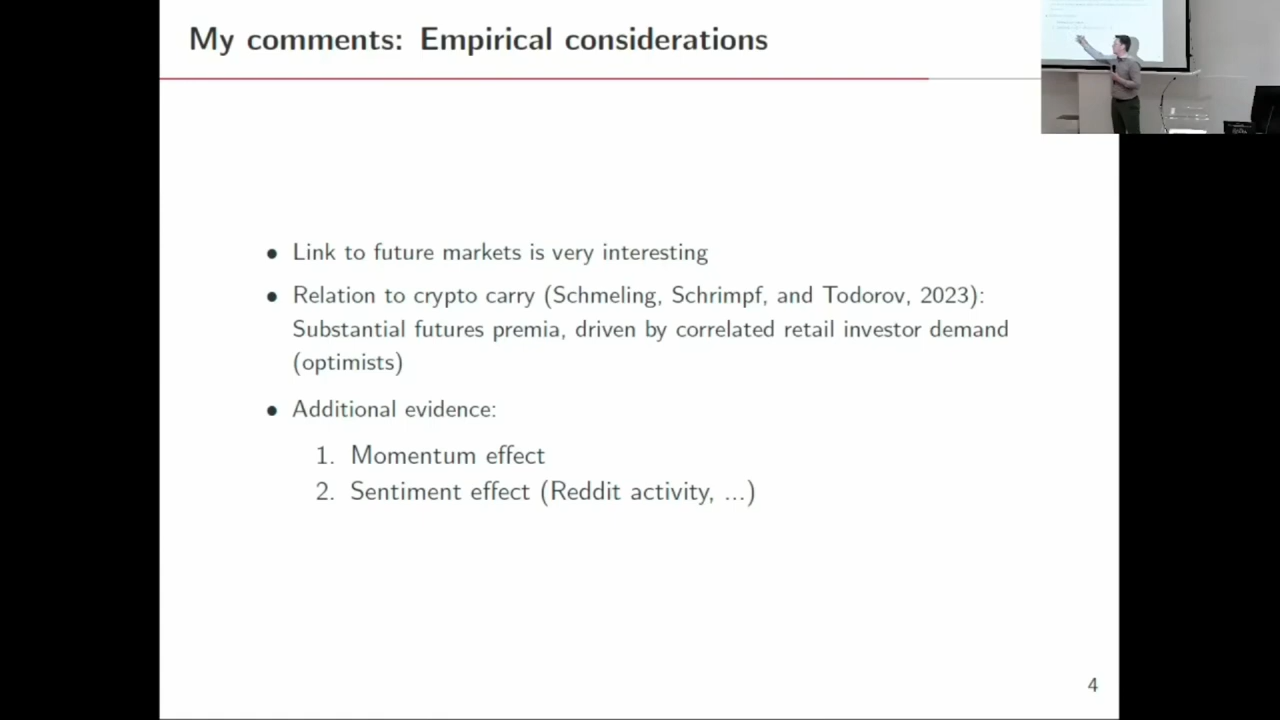 My comments: Empirical considerations
• Link to future markets is very interesting
• Relation to crypto carry (Schmeling, Schrimpf, and Todorov, 2023):
Substantial futures premia, driven by correlated retail investor demand
(optimists)
• Additional evidence:
1. Momentum effect
2. Sentiment effect (Reddit activity, ...)
4